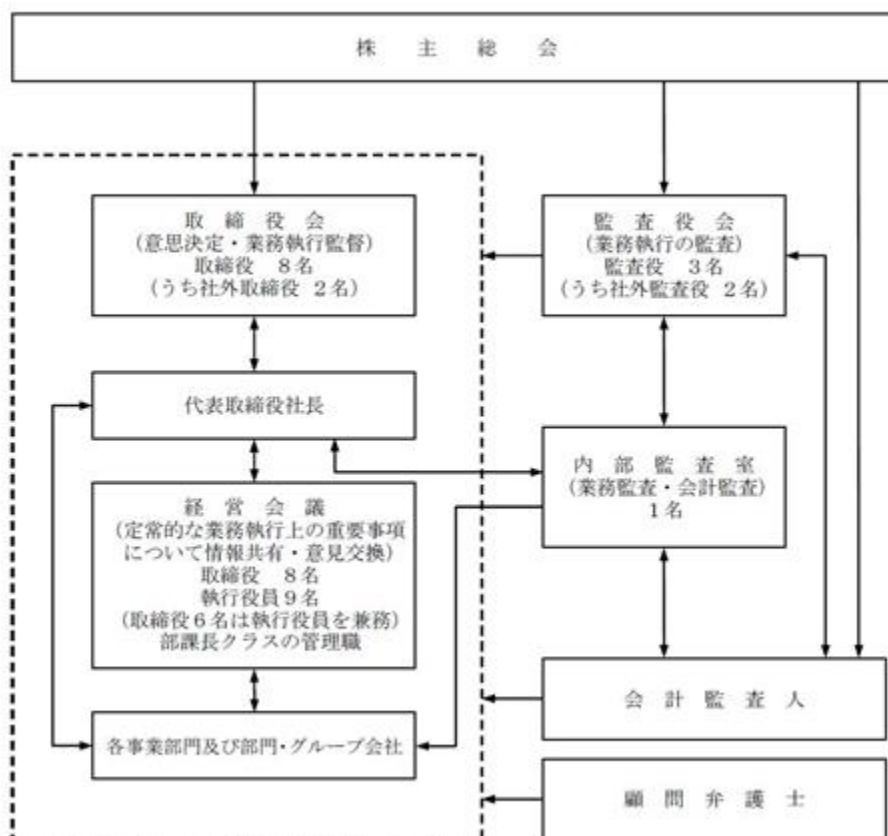 株主総会
取締役会
(意思決定・業務執行監督)
取締役 8名
(うち社外取締役 2名)
監査役会
(業務執行の監査)
監査役 3名
(うち社外監査役 2名)
代表取締役社長
内部監査室
(業務監査・会計監査)
1名
経営会議
(定常的な業務執行上の重要事項
について情報共有・意見交換)
取締役 8名
執行役員9名
(取締役6名は執行役員を兼務)
部課長クラスの管理職
会計監査人
各事業部門及び部門・グループ会社
顧問弁護士